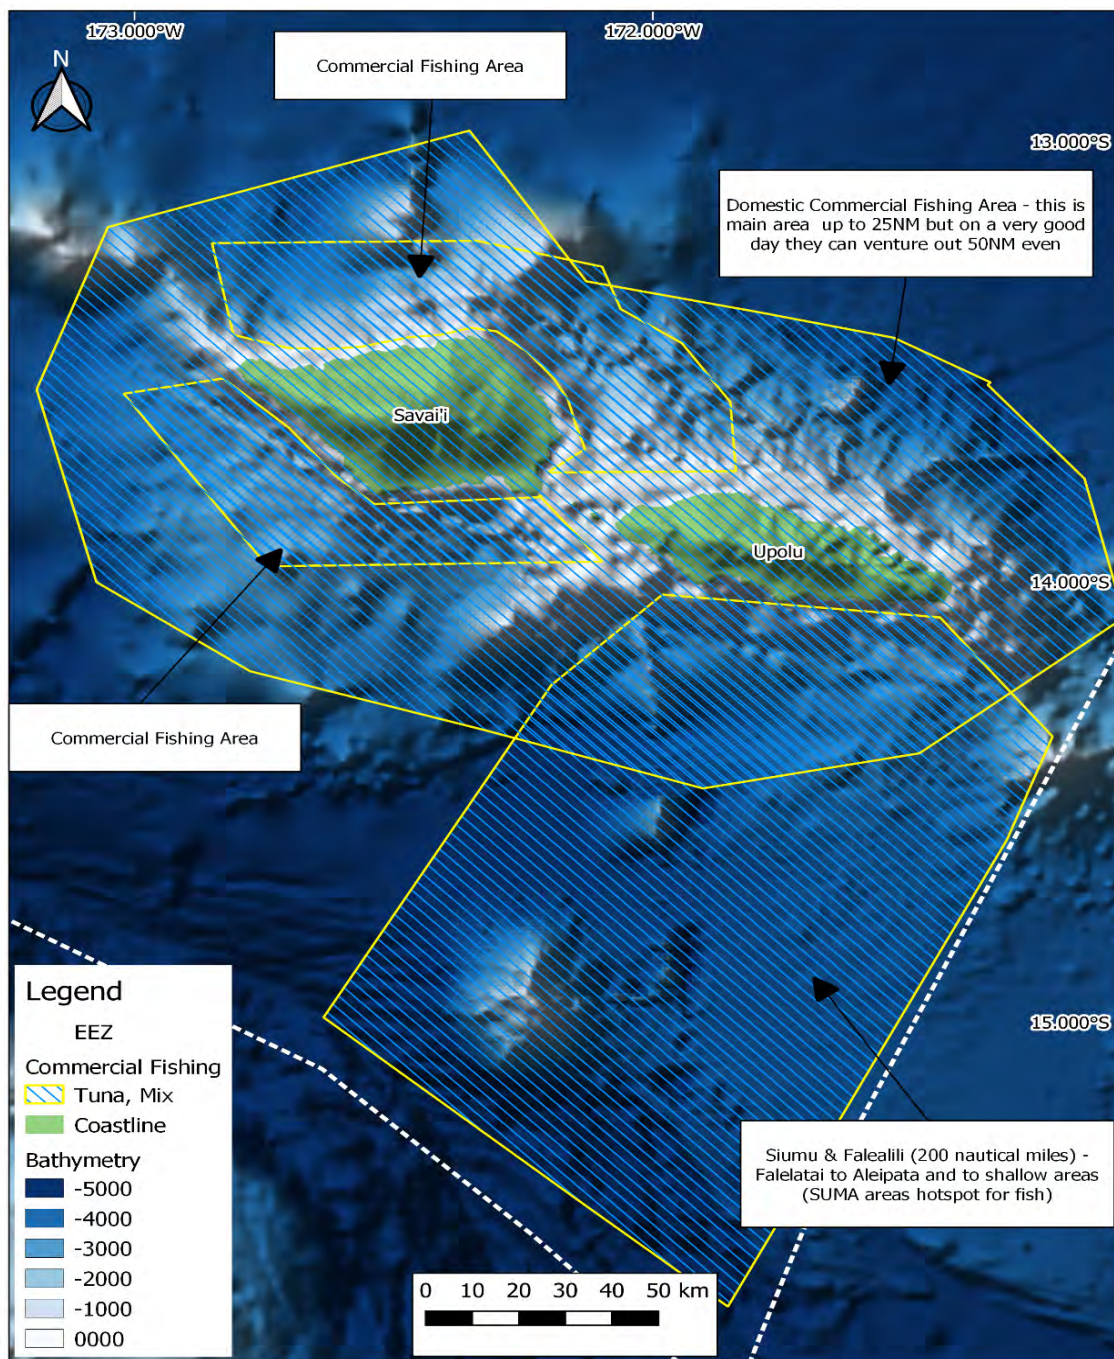 173.000°W
172.000°W
N
Commercial Fishing Area
13.000°S
Domestic Commercial Fishing Area - this is
main area up to 25NM but on a very good
day they can venture out 50NM even
Savai'i
Upolu
14.000°S
Commercial Fishing Area
15.000°S
Legend
EEZ
Commercial Fishing
Tuna, Mix
Coastline
Bathymetry
-5000
-4000
-3000
-2000
-1000
0000
Siumu & Falealili (200 nautical miles) -
Falelatai to Aleipata and to shallow areas
(SUMA areas hotspot for fish)
0 10 20 30 40 50 km